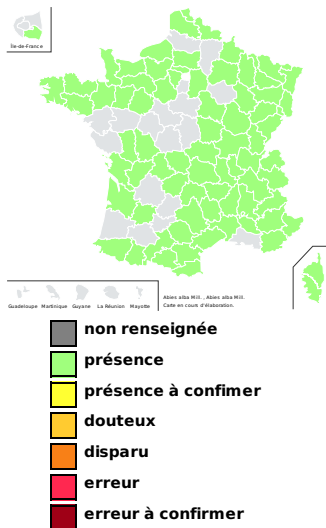 Île-de-France
Guadeloupe Martinique Guyane La Réunion Mayotte
Abies alba Mill. , Abies alba Mill.
Carte en cours d'élaboration.
non renseignée
présence
présence à confimer
douteux
disparu
erreur
erreur à confirmer